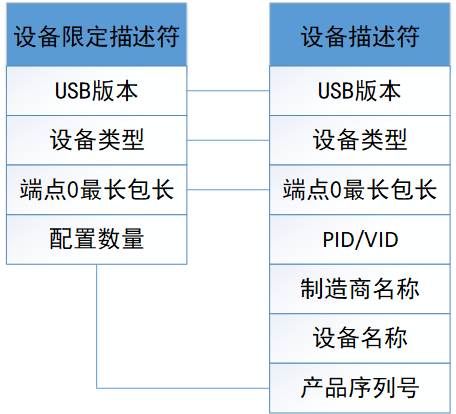 设备限定描述符
USB版本
设备类型
端点0最长包长
配置数量
设备描述符
USB版本
设备类型
端点0最长包长
PID/VID
制造商名称
设备名称
产品序列号